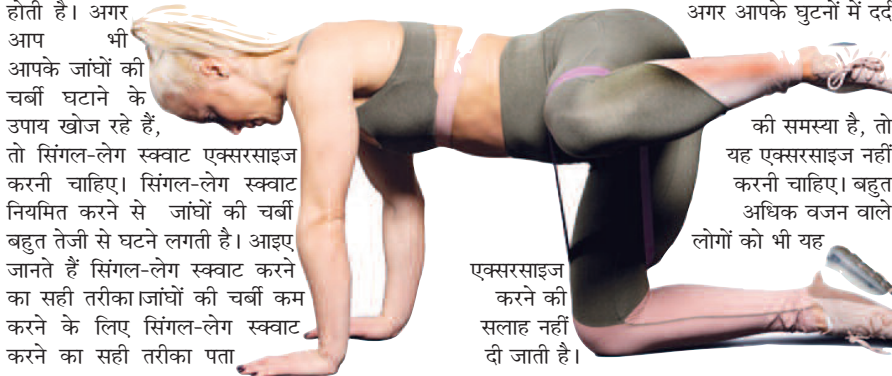 होती है। अगर
आप भी
आपके जांघों की
चर्बी घटाने के
उपाय खोज रहे हैं,
तो सिंगल-लेग स्क्वाट एक्सरसाइज
करनी चाहिए। सिंगल-लेग स्क्वाट
नियमित करने से जांघों की चर्बी
बहुत तेजी से घटने लगती है। आइए
जानते हैं सिंगल-लेग स्क्वाट करने
का सही तरीका।जांघों की चर्बी कम
करने के लिए सिंगल-लेग स्क्वाट
करने का सही तरीका पता
अगर आपके घुटनों में दर्द
की समस्या है, तो
यह एक्सरसाइज नहीं
करनी चाहिए। बहुत
अधिक वजन वाले
लोगों को भी यह
एक्सरसाइज
करने की
सलाह नहीं
दी जाती है।